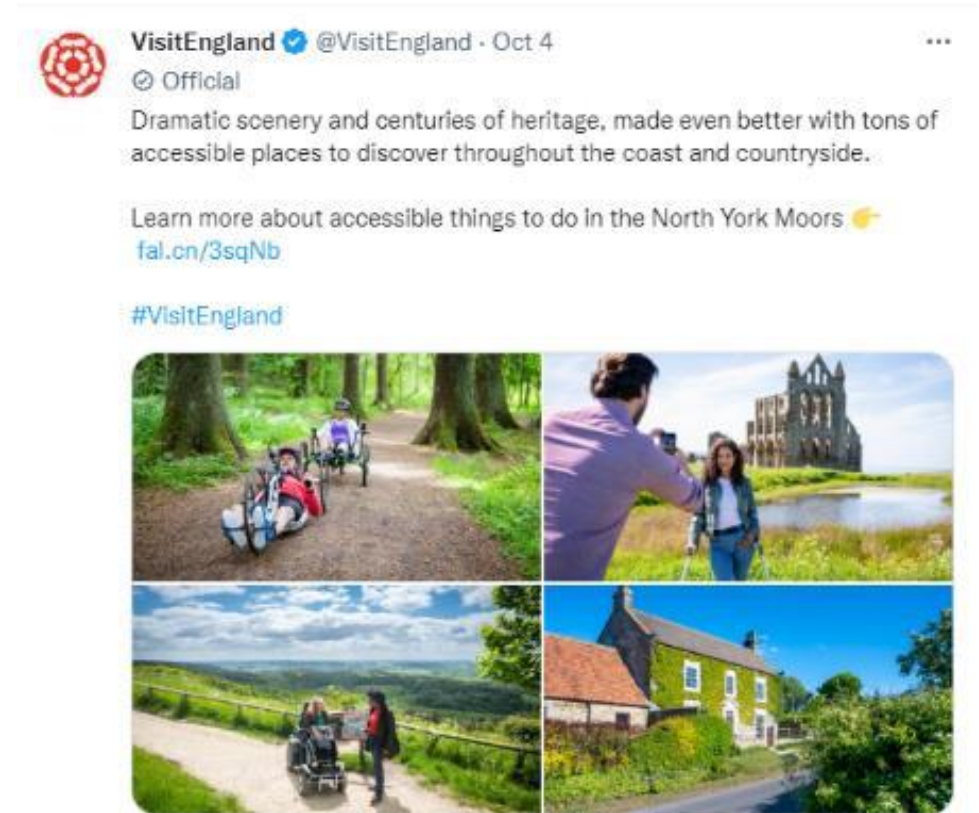 VisitEngland @VisitEngland · Oct 4
Official
Dramatic scenery and centuries of heritage, made even better with tons of
accessible places to discover throughout the coast and countryside.
Learn more about accessible things to do in the North York Moors 👉
fal.cn/3sqNb
#VisitEngland